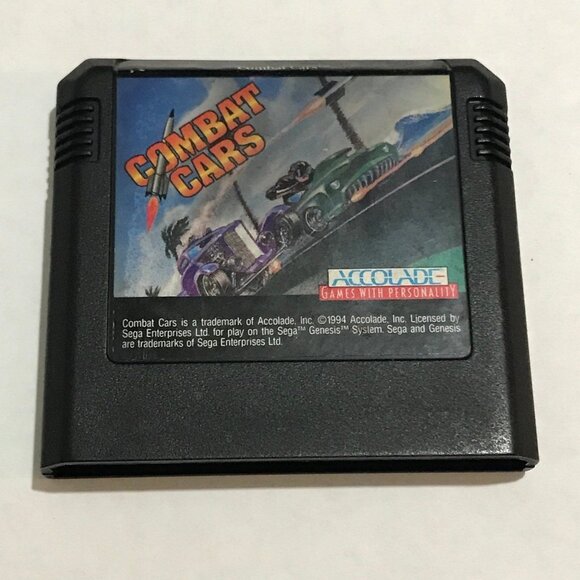 Combat Cars
COMBAT
CARS
ACCOLADE
GAMES WITH PERSONALITY
Combat Cars is a trademark of Accolade, Inc. ©1994 Accolade, Inc. Licensed by
Sega Enterprises Ltd. for play on the Sega™ Genesis™ System. Sega and Genesis
are trademarks of Sega Enterprises Ltd.